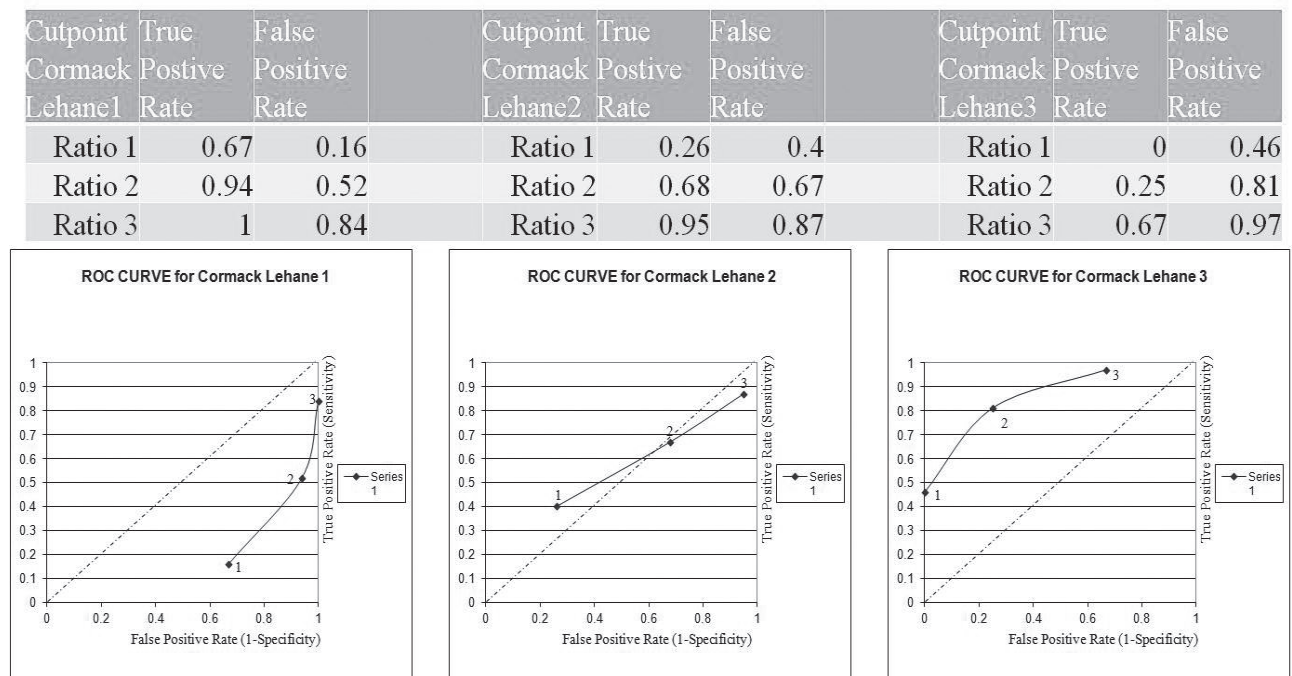 Cutpoint Cormack Lehane1 True Postive Rate False Positive Rate Cutpoint Cormack Lehane2 True Postive Rate False Positive Rate Cutpoint Cormack Lehane3 True Postive Rate False Positive Rate
Ratio 1 0.67 0.16 Ratio 1 0.26 0.4 Ratio 1 0 0.46
Ratio 2 0.94 0.52 Ratio 2 0.68 0.67 Ratio 2 0.25 0.81
Ratio 3 1 0.84 Ratio 3 0.95 0.87 Ratio 3 0.67 0.97
ROC CURVE for Cormack Lehane 1
1
0.9
0.8
0.7
0.6
0.5
0.4
0.3
0.2
0.1
0
0 0.2 0.4 0.6 0.8 1
False Positive Rate (1-Specificity)
True Positive Rate (Sensitivity)
3
2
1
Series
1
ROC CURVE for Cormack Lehane 2
1
0.9
0.8
0.7
0.6
0.5
0.4
0.3
0.2
0.1
0
0 0.2 0.4 0.6 0.8 1
False Positive Rate (1-Specificity)
True Positive Rate (Sensitivity)
3
2
1
Series
1
ROC CURVE for Cormack Lehane 3
1
0.9
0.8
0.7
0.6
0.5
0.4
0.3
0.2
0.1
0
0 0.2 0.4 0.6 0.8 1
False Positive Rate (1-Specificity)
True Positive Rate (Sensitivity)
3
2
1
Series
1